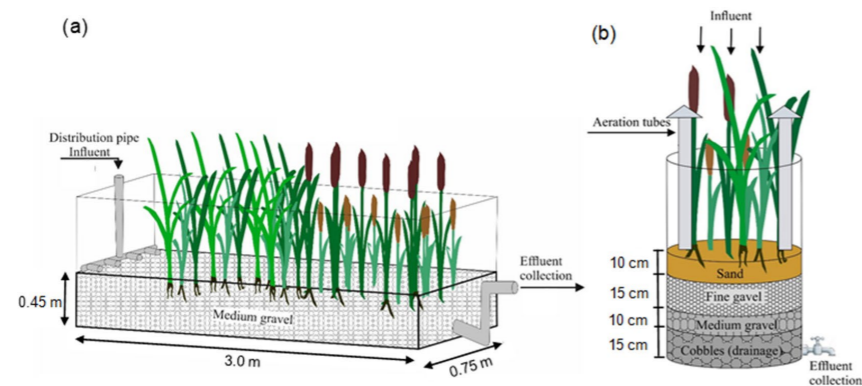 (a)
Distribution pipe
Influent
0.45 m
Medium gravel
3.0 m
0.75 m
Effluent
collection
(b)
Influent
Aeration tubes
10 cm
Sand
15 cm
Fine gavel
10 cm
Medium gravel
15 cm
Cobbles (drainage)
Effluent
collection